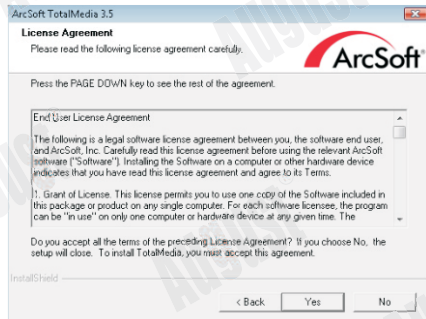 ArcSoft TotalMedia 3.5
License Agreement
Please read the following license agreement carefully.
ArcSoft
Press the PAGE DOWN key to see the rest of the agreement.
End User License Agreement
The following is a legal software license agreement between you, the software end user,
and ArcSoft, Inc. Carefully read this license agreement before using the relevant ArcSoft
software ("Software"). Installing the Software on a computer or other hardware device
indicates that you have read this license agreement and agree to its Terms.
1. Grant of License. This license permits you to use one copy of the Software included in
this package or product on any single computer. For each software licensee, the program
can be "in use" on only one computer or hardware device at any given time. The
Do you accept all the terms of the preceding License Agreement? If you choose No, the
setup will close. To install TotalMedia, you must accept this agreement.
InstallShield
< Back Yes No